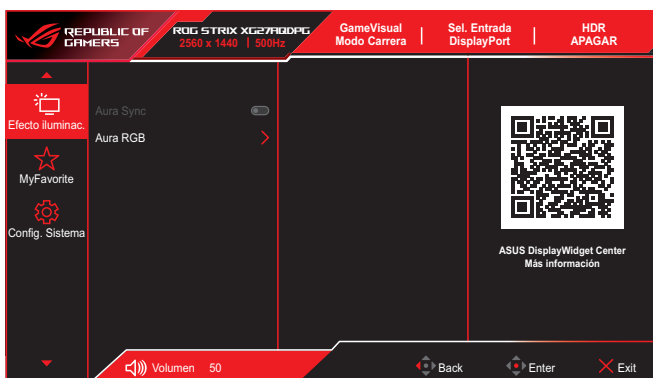 REPUBLIC OF
GAMERS
ROG STRIX XG27AQDPG
2560 x 1440 | 500Hz
GameVisual
Modo Carrera
Sel. Entrada
DisplayPort
HDR
APAGAR
Efecto iluminac.
MyFavorite
Config. Sistema
Aura Sync
Aura RGB
ASUS DisplayWidget Center
Más información
Volumen 50
Back
Enter
Exit